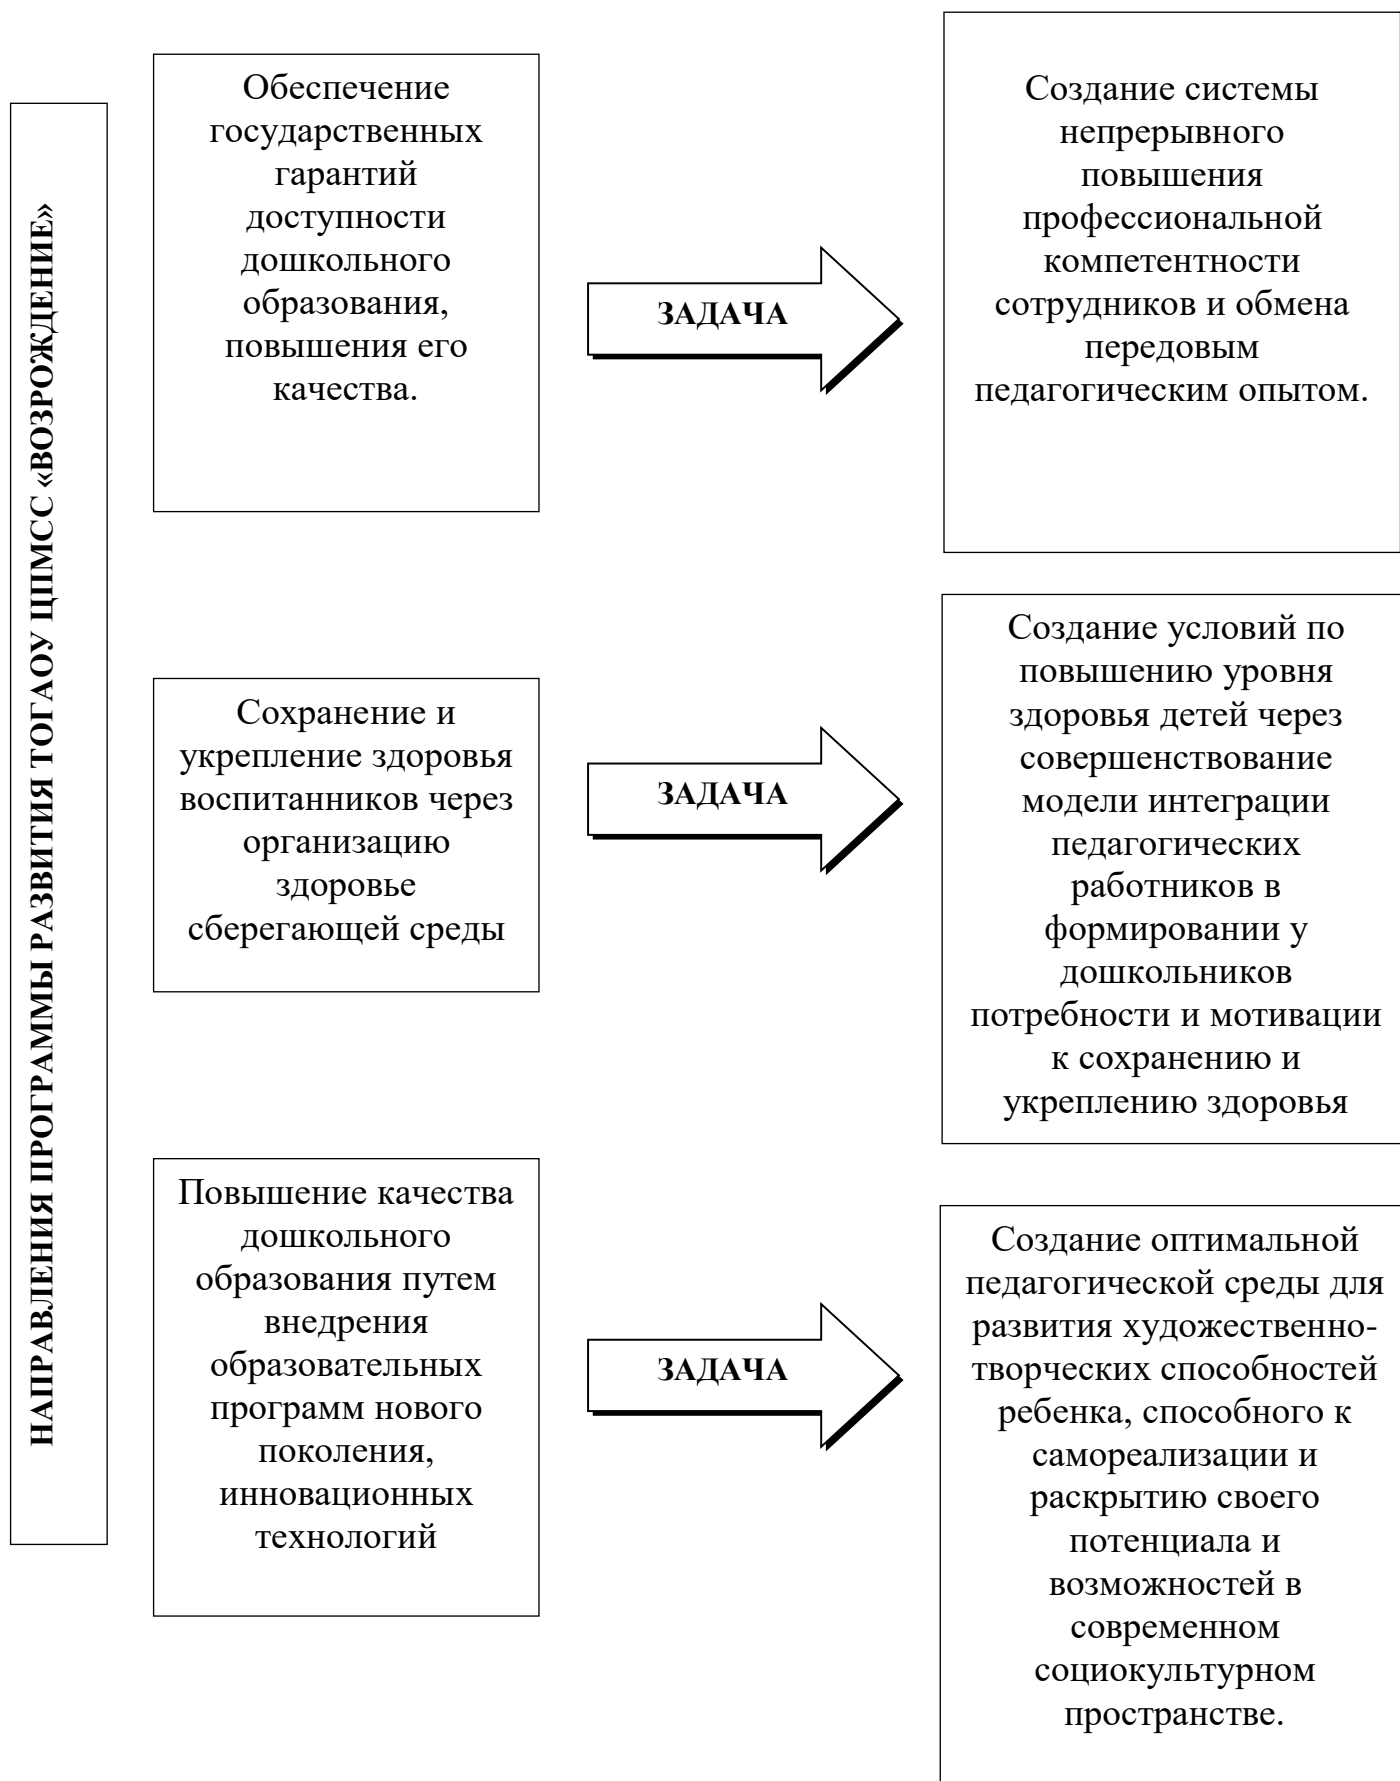 НАПРАВЛЕНИЯ ПРОГРАММЫ РАЗВИТИЯ ТОГАОУ ЦПМСС «ВОЗРОЖДЕНИЕ»
Обеспечение
государственных
гарантий
доступности
дошкольного
образования,
повышения его
качества.
ЗАДАЧА
Создание системы
непрерывного
повышения
профессиональной
компетентности
сотрудников и обмена
передовым
педагогическим опытом.
Сохранение и
укрепление здоровья
воспитанников через
организацию
здоровье
сберегающей среды
ЗАДАЧА
Создание условий по
повышению уровня
здоровья детей через
совершенствование
модели интеграции
педагогических
работников в
формировании у
дошкольников
потребности и мотивации
к сохранению и
укреплению здоровья
Повышение качества
дошкольного
образования путем
внедрения
образовательных
программ нового
поколения,
инновационных
технологий
ЗАДАЧА
Создание оптимальной
педагогической среды для
развития художественно-
творческих способностей
ребенка, способного к
самореализации и
раскрытию своего
потенциала и
возможностей в
современном
социокультурном
пространстве.